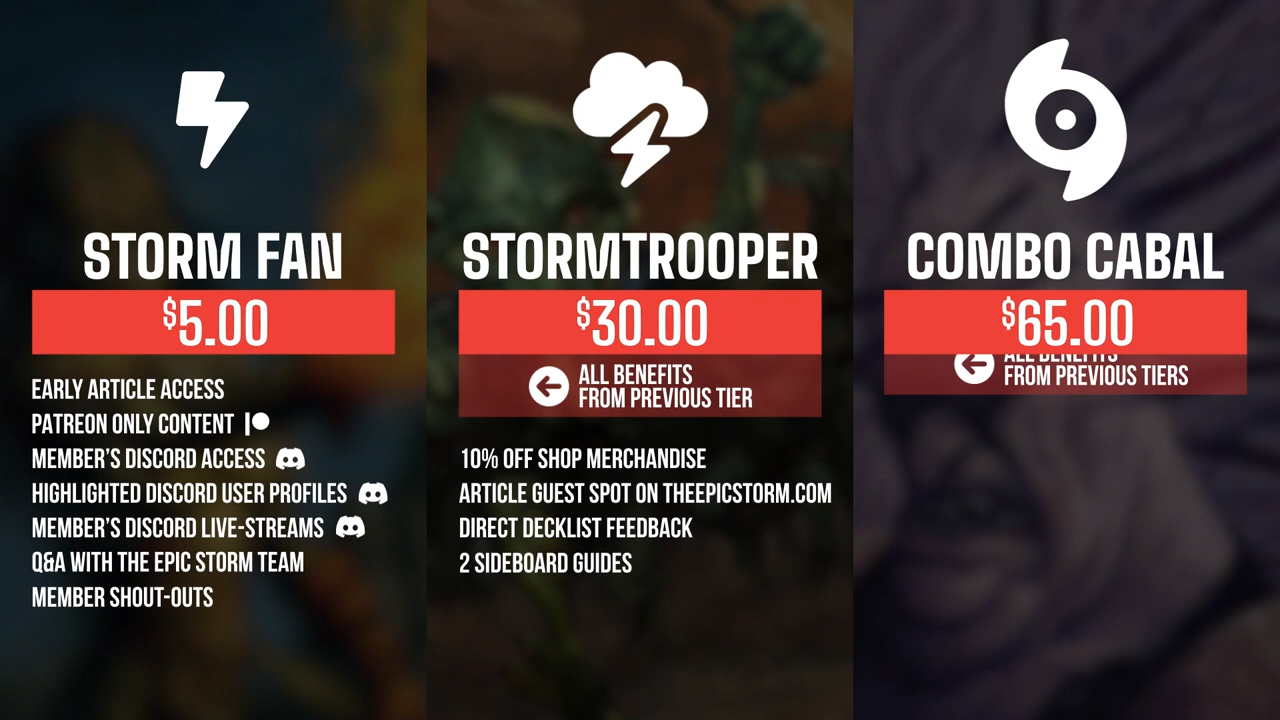 STORM FAN
$5.00
EARLY ARTICLE ACCESS
PATREON ONLY CONTENT
MEMBER'S DISCORD ACCESS
HIGHLIGHTED DISCORD USER PROFILES
MEMBER'S DISCORD LIVE-STREAMS
Q&A WITH THE EPIC STORM TEAM
MEMBER SHOUT-OUTS
STORMTROOPER
$30.00
ALL BENEFITS
FROM PREVIOUS TIER
10% OFF SHOP MERCHANDISE
ARTICLE GUEST SPOT ON THEEPICSTORM.COM
DIRECT DECKLIST FEEDBACK
2 SIDEBOARD GUIDES
COMBO CABAL
$65.00
ALL BENEFITS
FROM PREVIOUS TIERS